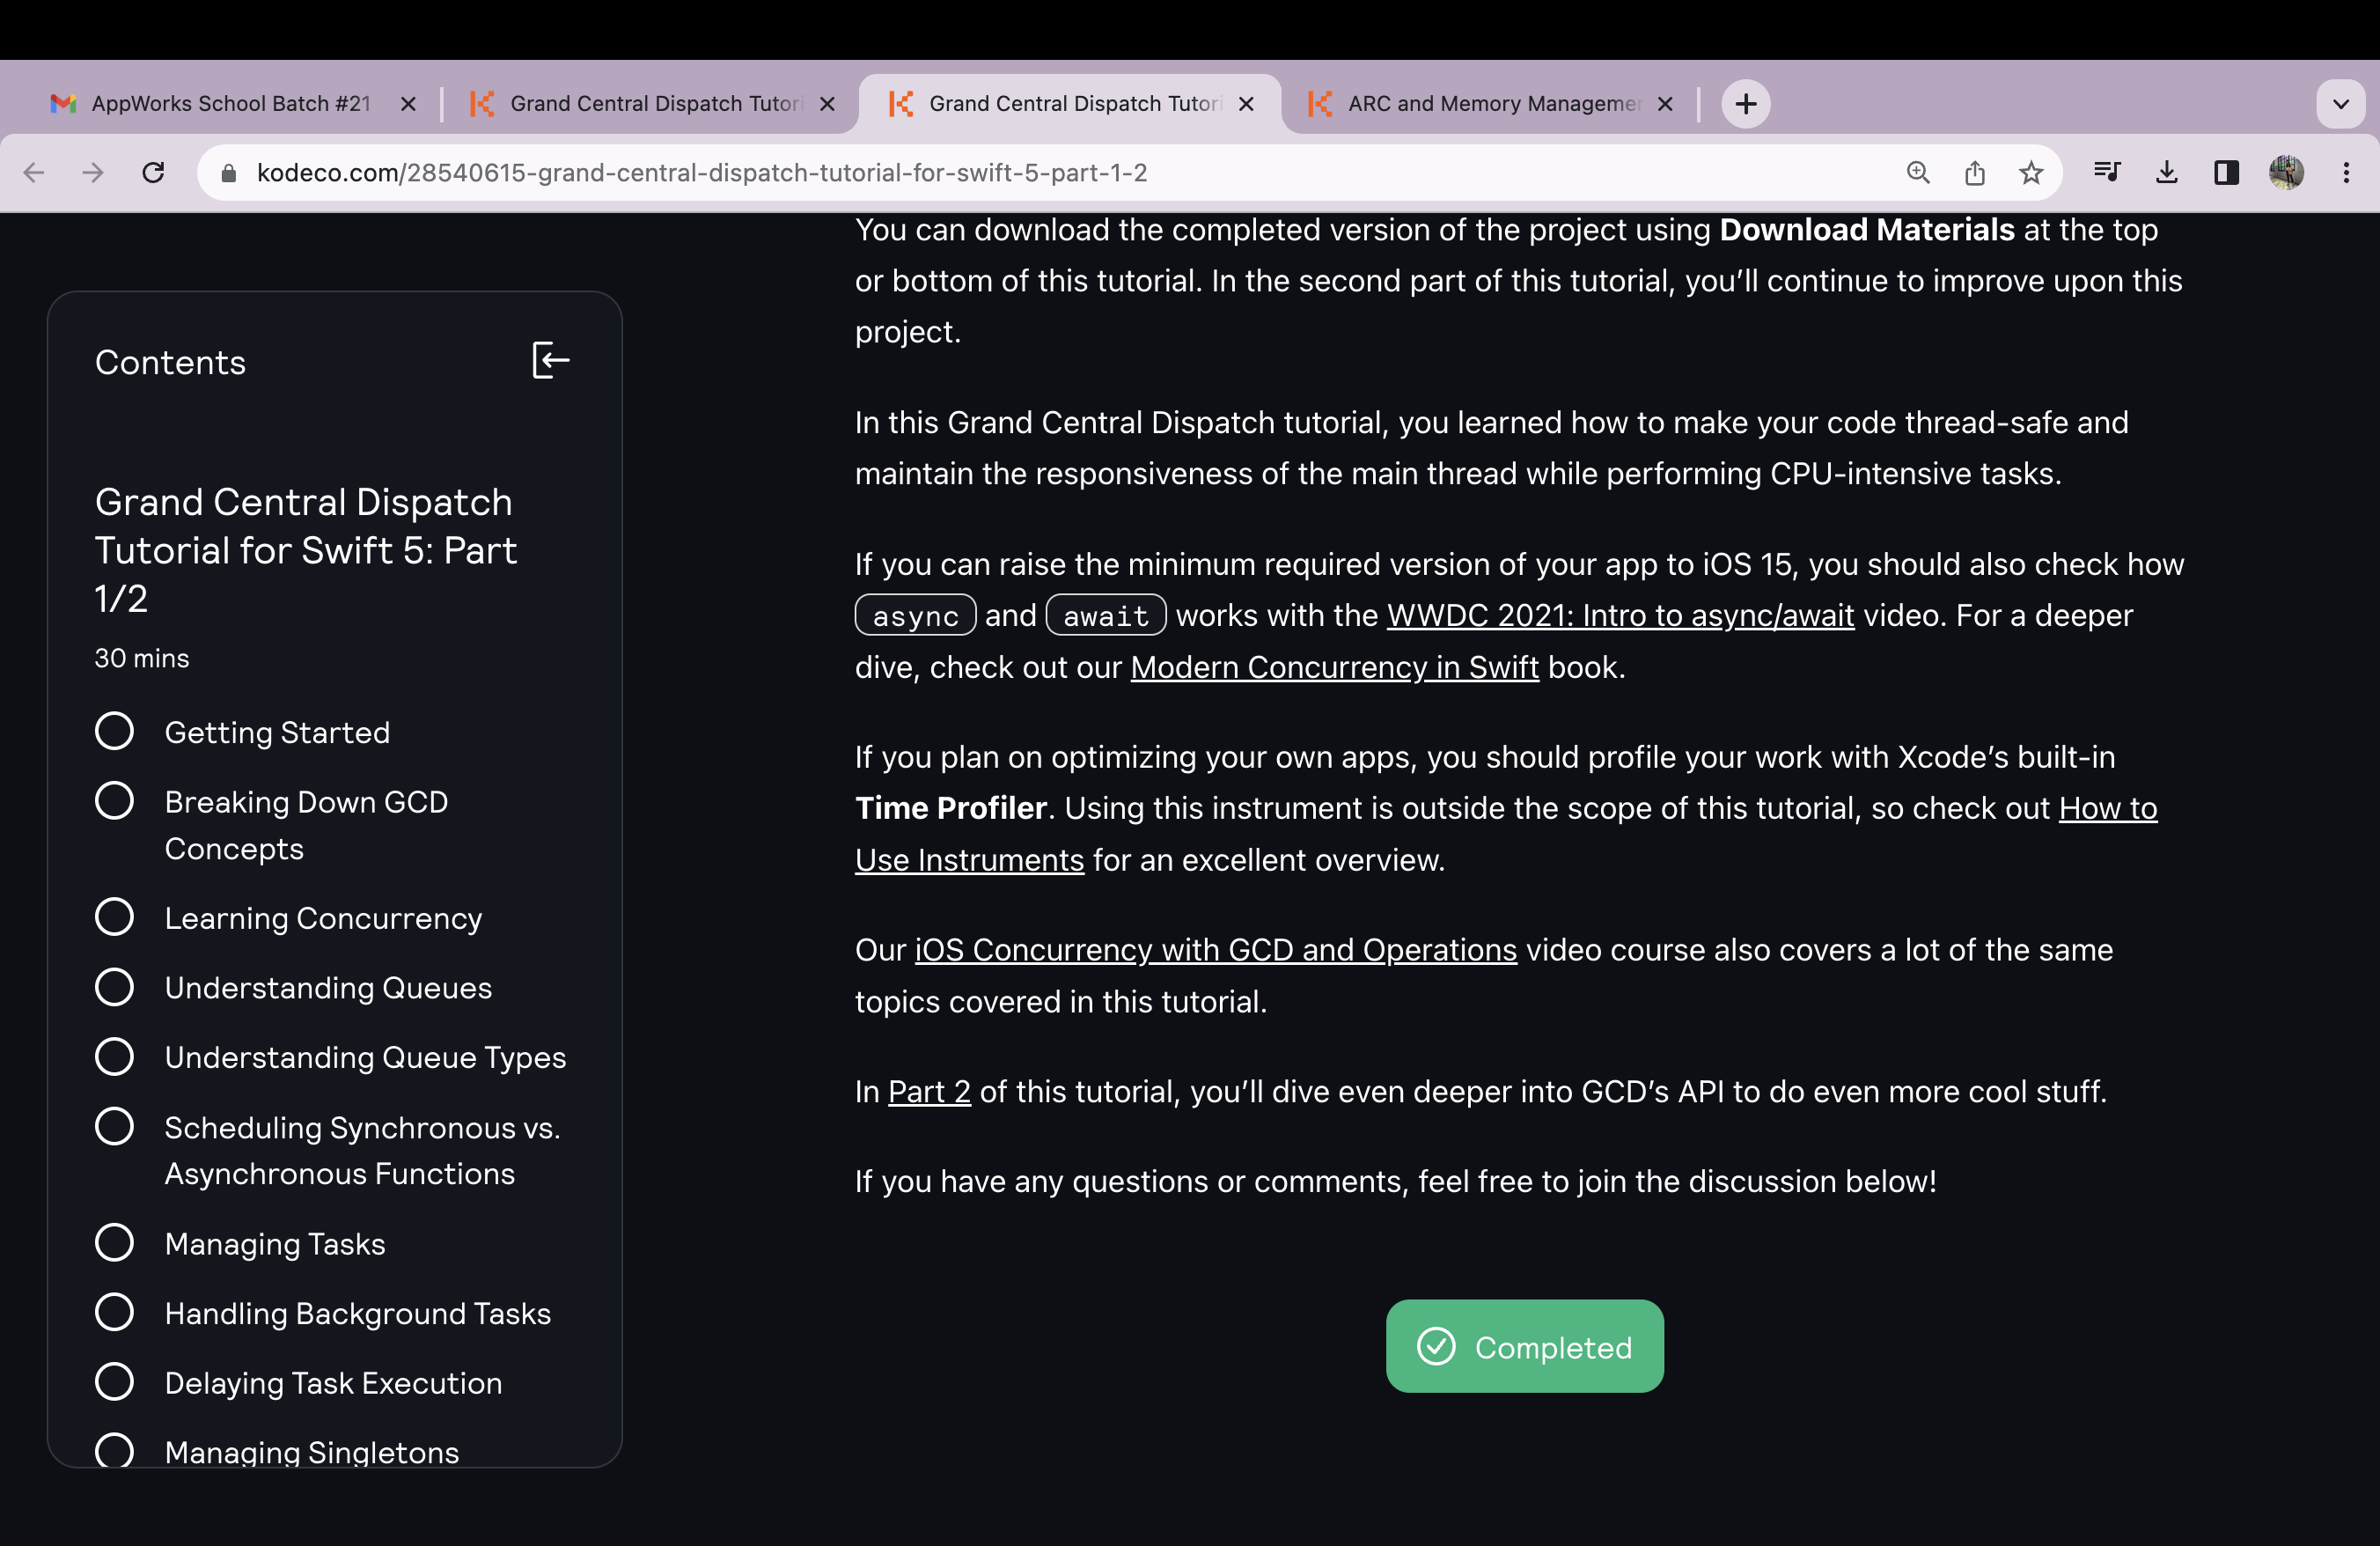 AppWorks School Batch #21
Grand Central Dispatch Tutori
Grand Central Dispatch Tutori
ARC and Memory Managemen
kodeco.com/28540615-grand-central-dispatch-tutorial-for-swift-5-part-1-2
Contents
Grand Central Dispatch
Tutorial for Swift 5: Part
1/2
30 mins
Getting Started
Breaking Down GCD
Concepts
Learning Concurrency
Understanding Queues
Understanding Queue Types
Scheduling Synchronous vs.
Asynchronous Functions
Managing Tasks
Handling Background Tasks
Delaying Task Execution
Managing Singletons
You can download the completed version of the project using Download Materials at the top
or bottom of this tutorial. In the second part of this tutorial, you’ll continue to improve upon this
project.
In this Grand Central Dispatch tutorial, you learned how to make your code thread-safe and
maintain the responsiveness of the main thread while performing CPU-intensive tasks.
If you can raise the minimum required version of your app to iOS 15, you should also check how
async and await works with the WWDC 2021: Intro to async/await video. For a deeper
dive, check out our Modern Concurrency in Swift book.
If you plan on optimizing your own apps, you should profile your work with Xcode’s built-in
Time Profiler. Using this instrument is outside the scope of this tutorial, so check out How to
Use Instruments for an excellent overview.
Our iOS Concurrency with GCD and Operations video course also covers a lot of the same
topics covered in this tutorial.
In Part 2 of this tutorial, you’ll dive even deeper into GCD’s API to do even more cool stuff.
If you have any questions or comments, feel free to join the discussion below!
Completed